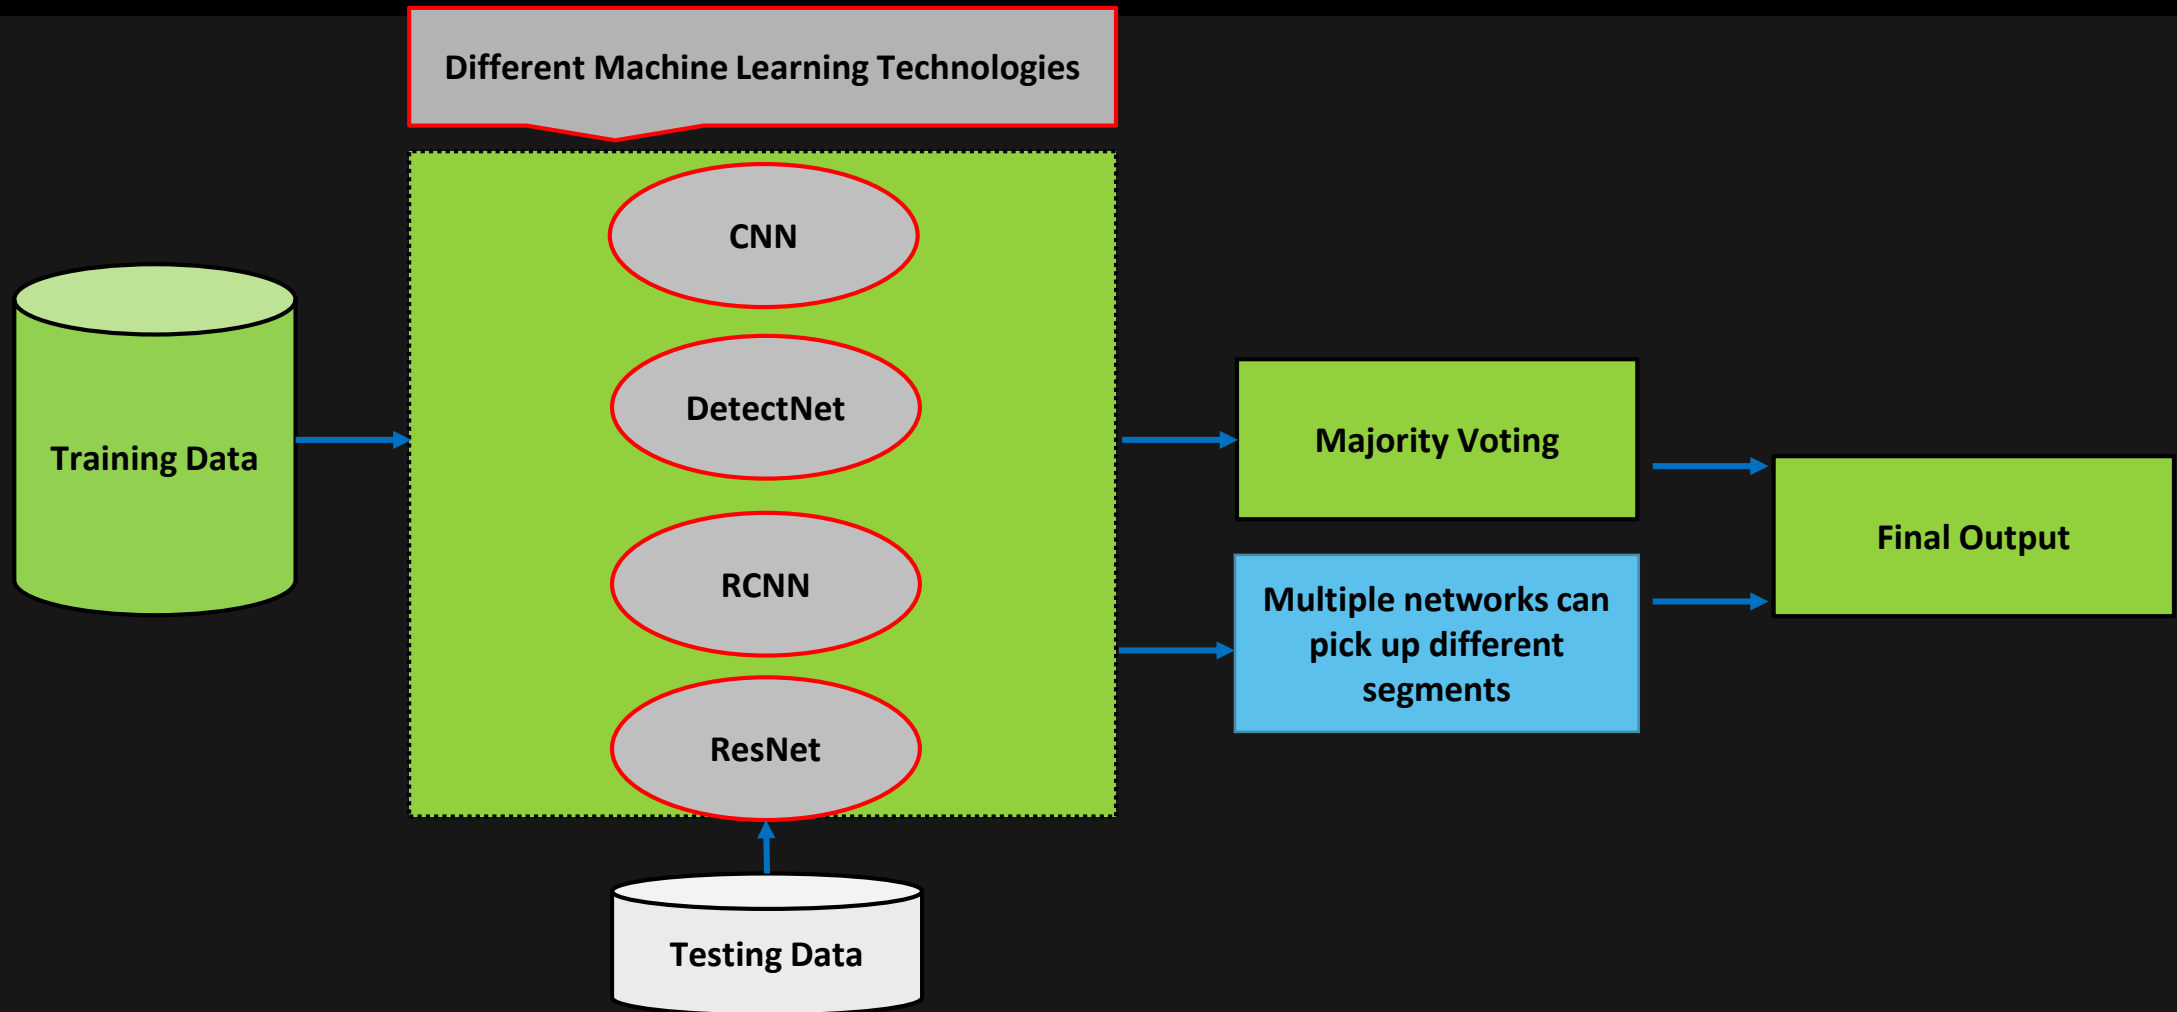 Different Machine Learning Technologies
CNN
DetectNet
RCNN
ResNet
Training Data
Testing Data
Majority Voting
Multiple networks can
pick up different
segments
Final Output